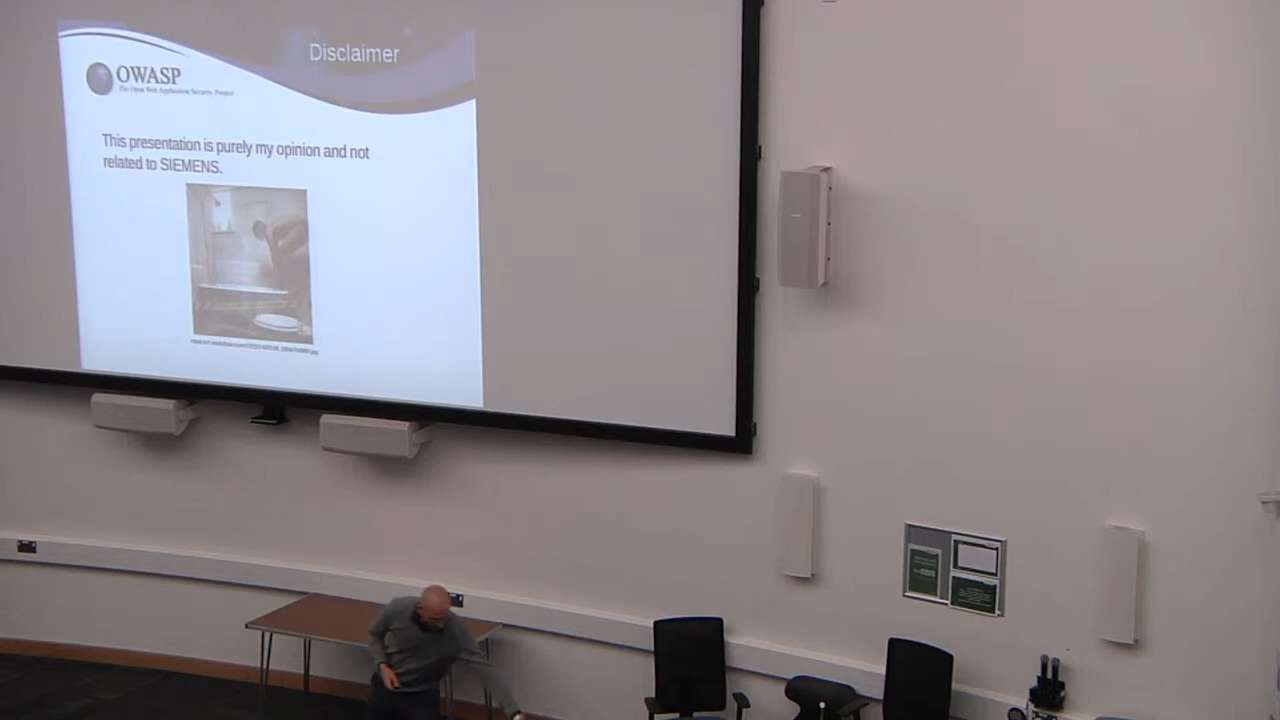 Disclaimer
OWASP
The Open Web Application Security Project
This presentation is purely my opinion and not
related to SIEMENS.